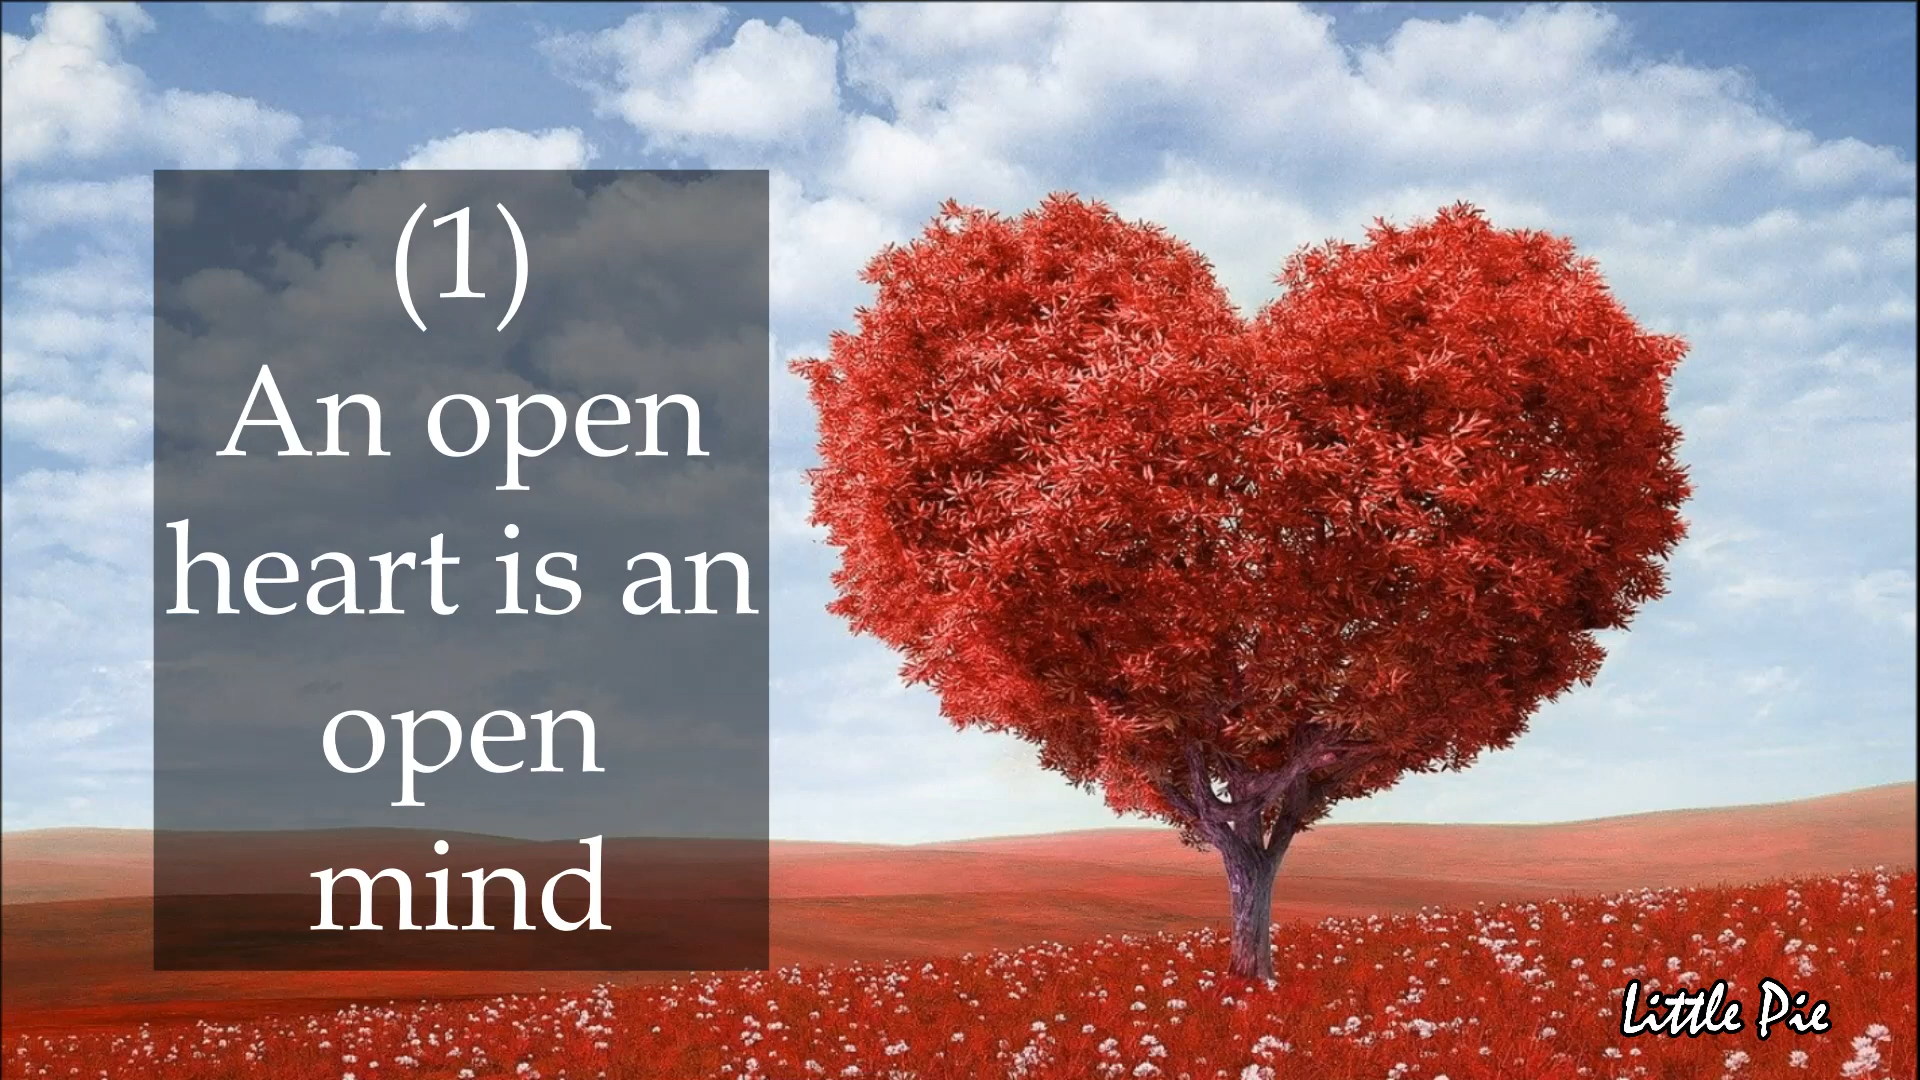 (1)
An open
heart is an
open
mind
Little Pie